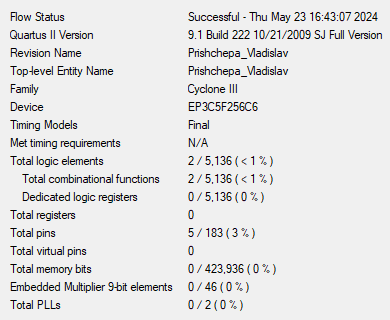 Flow Status Successful - Thu May 23 16:43:07 2024
Quartus II Version 9.1 Build 222 10/21/2009 SJ Full Version
Revision Name Prishchepa_Vladislav
Top-level Entity Name Prishchepa_Vladislav
Family Cyclone III
Device EP3C5F256C6
Timing Models Final
Met timing requirements N/A
Total logic elements 2 / 5,136 ( < 1 % )
Total combinational functions 2 / 5,136 ( < 1 % )
Dedicated logic registers 0 / 5,136 ( 0 % )
Total registers 0
Total pins 5 / 183 ( 3 % )
Total virtual pins 0
Total memory bits 0 / 423,936 ( 0 % )
Embedded Multiplier 9-bit elements 0 / 46 ( 0 % )
Total PLLs 0 / 2 ( 0 % )